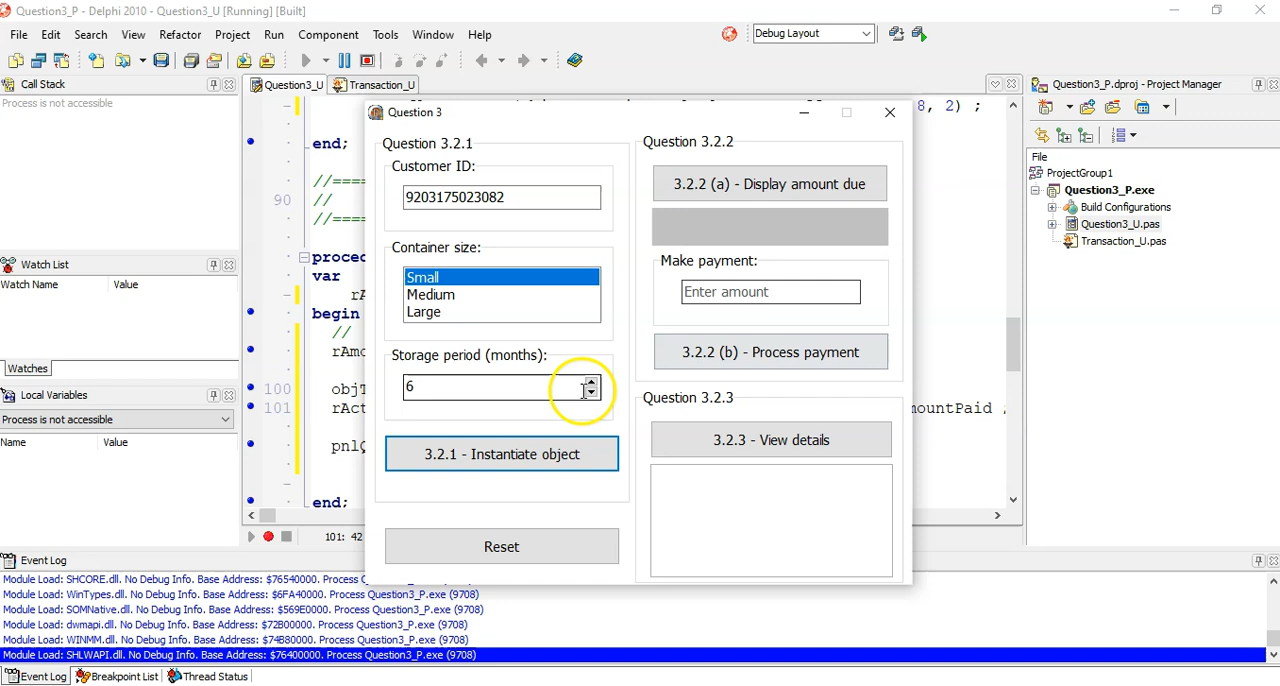 Question3_P - Delphi 2010 - Question3_U [Running] [Built]
File Edit Search View Refactor Project Run Component Tools Window Help
Debug Layout
Call Stack
Process is not accessible
Question3_U
Transaction_U
8, 2) ;
end;
//====
90 //
//====
proced
var
rA
begin
//
rAmo
100 objT
101 rAct
ountPaid
pnlQ
end;
101: 42
Watch List
Watch Name Value
Watches
Local Variables
Process is not accessible
Name Value
Question 3
Question 3.2.1
Customer ID:
9203175023082
Container size:
Small
Medium
Large
Storage period (months):
6
3.2.1 - Instantiate object
Reset
Question 3.2.2
3.2.2 (a) - Display amount due
Make payment:
Enter amount
3.2.2 (b) - Process payment
Question 3.2.3
3.2.3 - View details
Question3_P.dproj - Project Manager
File
ProjectGroup1
Question3_P.exe
Build Configurations
Question3_U.pas
Transaction_U.pas
Event Log
Module Load: SHCORE.dll. No Debug Info. Base Address: $76540000. Process Question3_P.exe (9708)
Module Load: WinTypes.dll. No Debug Info. Base Address: $6FA40000. Process Question3_P.exe (9708)
Module Load: SOMNative.dll. No Debug Info. Base Address: $569E0000. Process Question3_P.exe (9708)
Module Load: dwmapi.dll. No Debug Info. Base Address: $72B00000. Process Question3_P.exe (9708)
Module Load: WINMM.dll. No Debug Info. Base Address: $74B80000. Process Question3_P.exe (9708)
Module Load: SHLWAPI.dll. No Debug Info. Base Address: $76400000. Process Question3_P.exe (9708)
Event Log Breakpoint List Thread Status